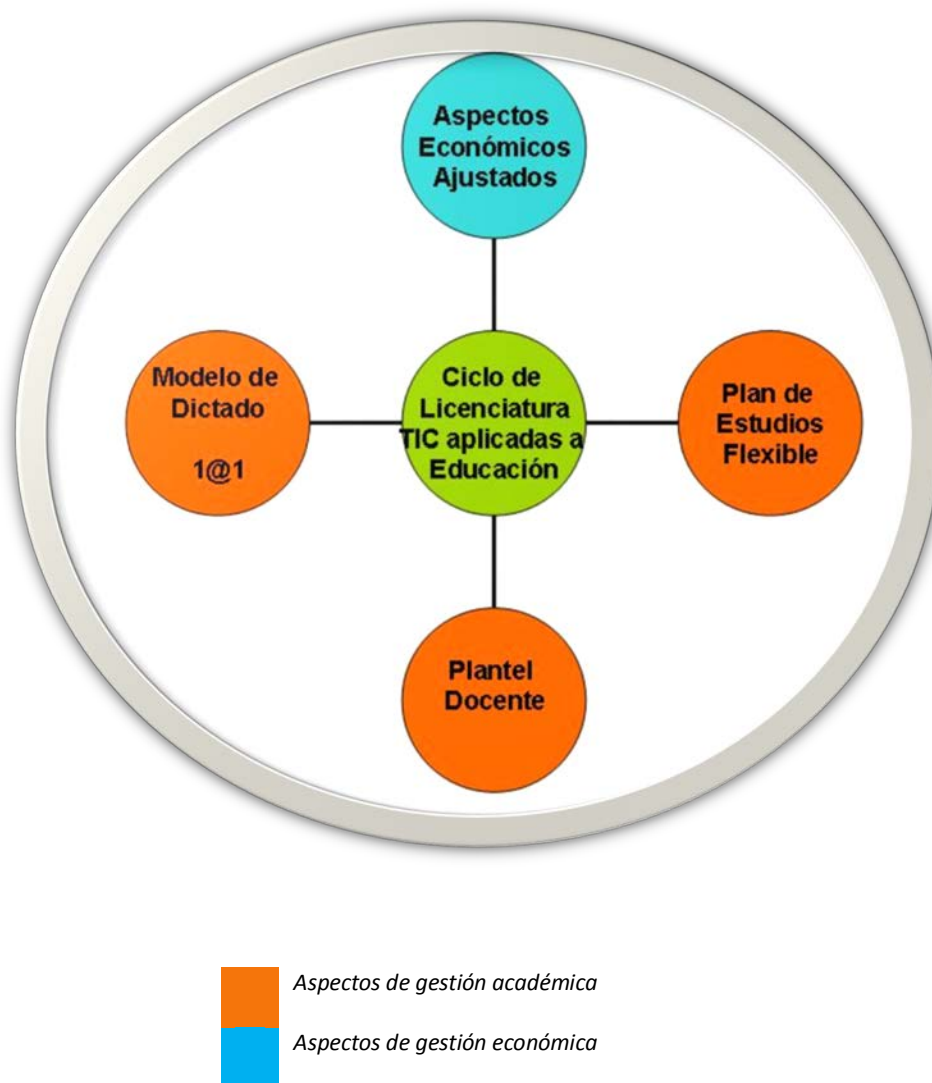 Aspectos
Económicos
Ajustados
Modelo de
Dictado
1@1
Ciclo de
Licenciatura
TIC aplicadas a
Educación
Plan de
Estudios
Flexible
Plantel
Docente
Aspectos de gestión académica
Aspectos de gestión económica